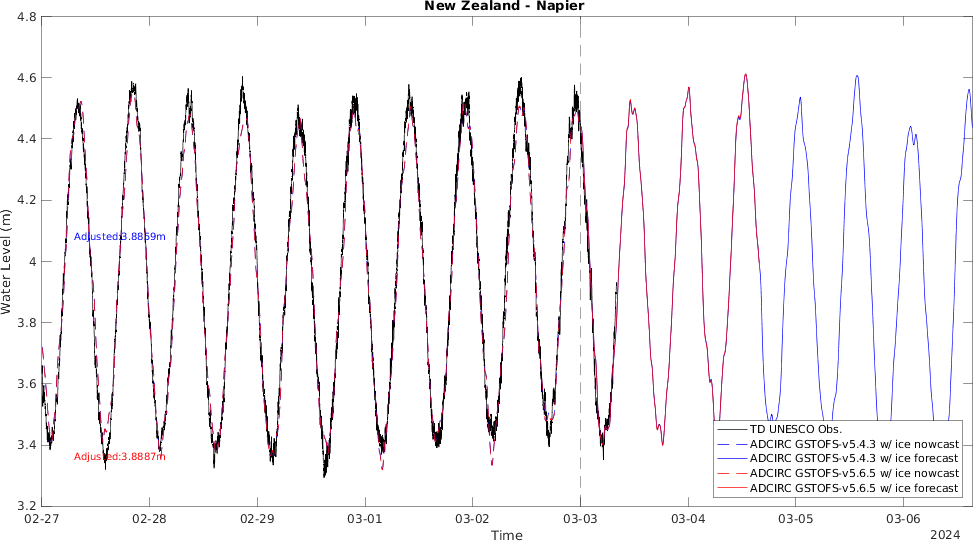 New Zealand - Napier
4.8
4.6
4.4
4.2
4
3.8
3.6
3.4
3.2
Water Level (m)
Adjusted:3.8859m
Adjusted:3.8887m
TD UNESCO Obs.
ADCIRC GSTOFS-v5.4.3 w/ ice nowcast
ADCIRC GSTOFS-v5.4.3 w/ ice forecast
ADCIRC GSTOFS-v5.6.5 w/ ice nowcast
ADCIRC GSTOFS-v5.6.5 w/ ice forecast
02-27 02-28 02-29 03-01 03-02 03-03 03-04 03-05 03-06
Time
2024